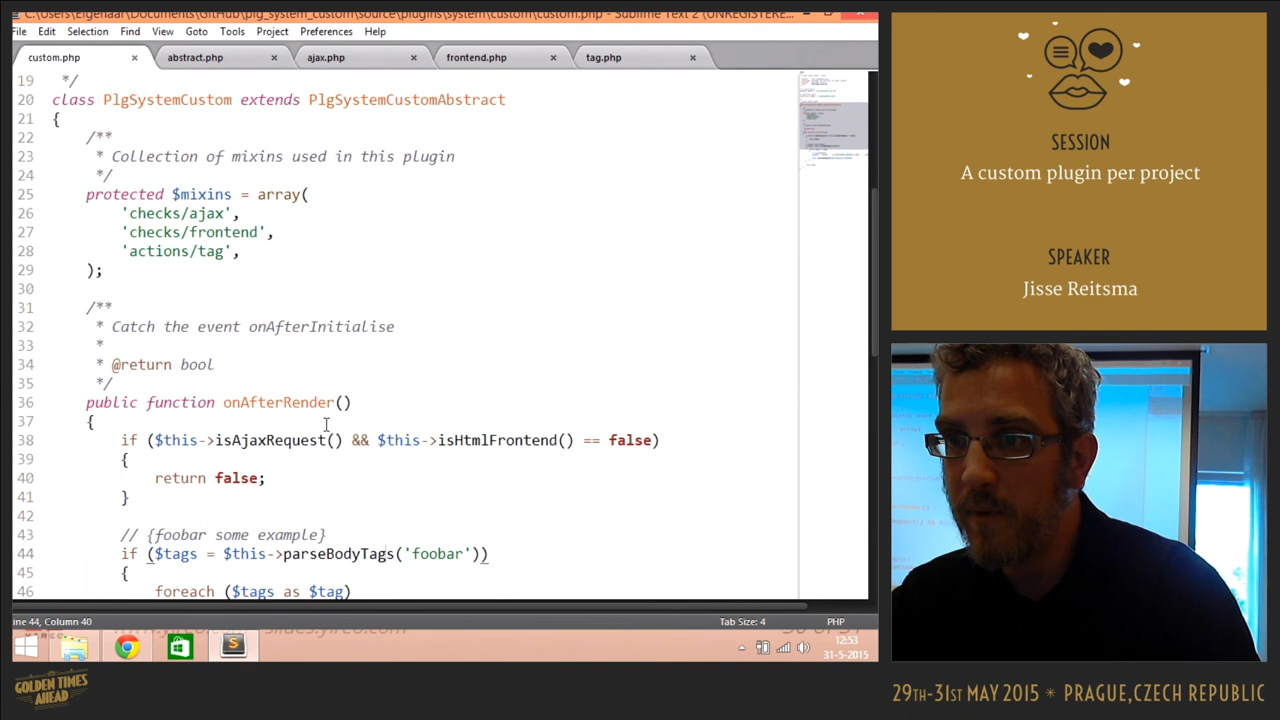 C:\Users\Eigenaar\Documents\GitHub\plg_system_custom\source\plugins\system\custom\custom.php - Sublime Text 2 (UNREGISTERE...
File Edit Selection Find View Goto Tools Project Preferences Help
custom.php × abstract.php × ajax.php × frontend.php × tag.php ×
19 */
20 class PlgSystemCustom extends PlgSystemCustomAbstract
21 {
22 /**
23 * Collection of mixins used in this plugin
24 */
25 protected $mixins = array(
26 'checks/ajax',
27 'checks/frontend',
28 'actions/tag',
29 );
30
31 /**
32 * Catch the event onAfterInitialise
33 *
34 * @return bool
35 */
36 public function onAfterRender()
37 {
38 if ($this->isAjaxRequest() && $this->isHtmlFrontend() == false)
39 {
40 return false;
41 }
42
43 // {foobar some example}
44 if ($tags = $this->parseBodyTags('foobar'))
45 {
46 foreach ($tags as $tag)
ine 44, Column 40
Tab Size: 4
PHP
12:53
31-5-2015
SESSION
A custom plugin per project
SPEAKER
Jisse Reitsma
GOLDEN TIMES
AHEAD
29TH-31ST MAY 2015 * PRAGUE,CZECH REPUBLIC